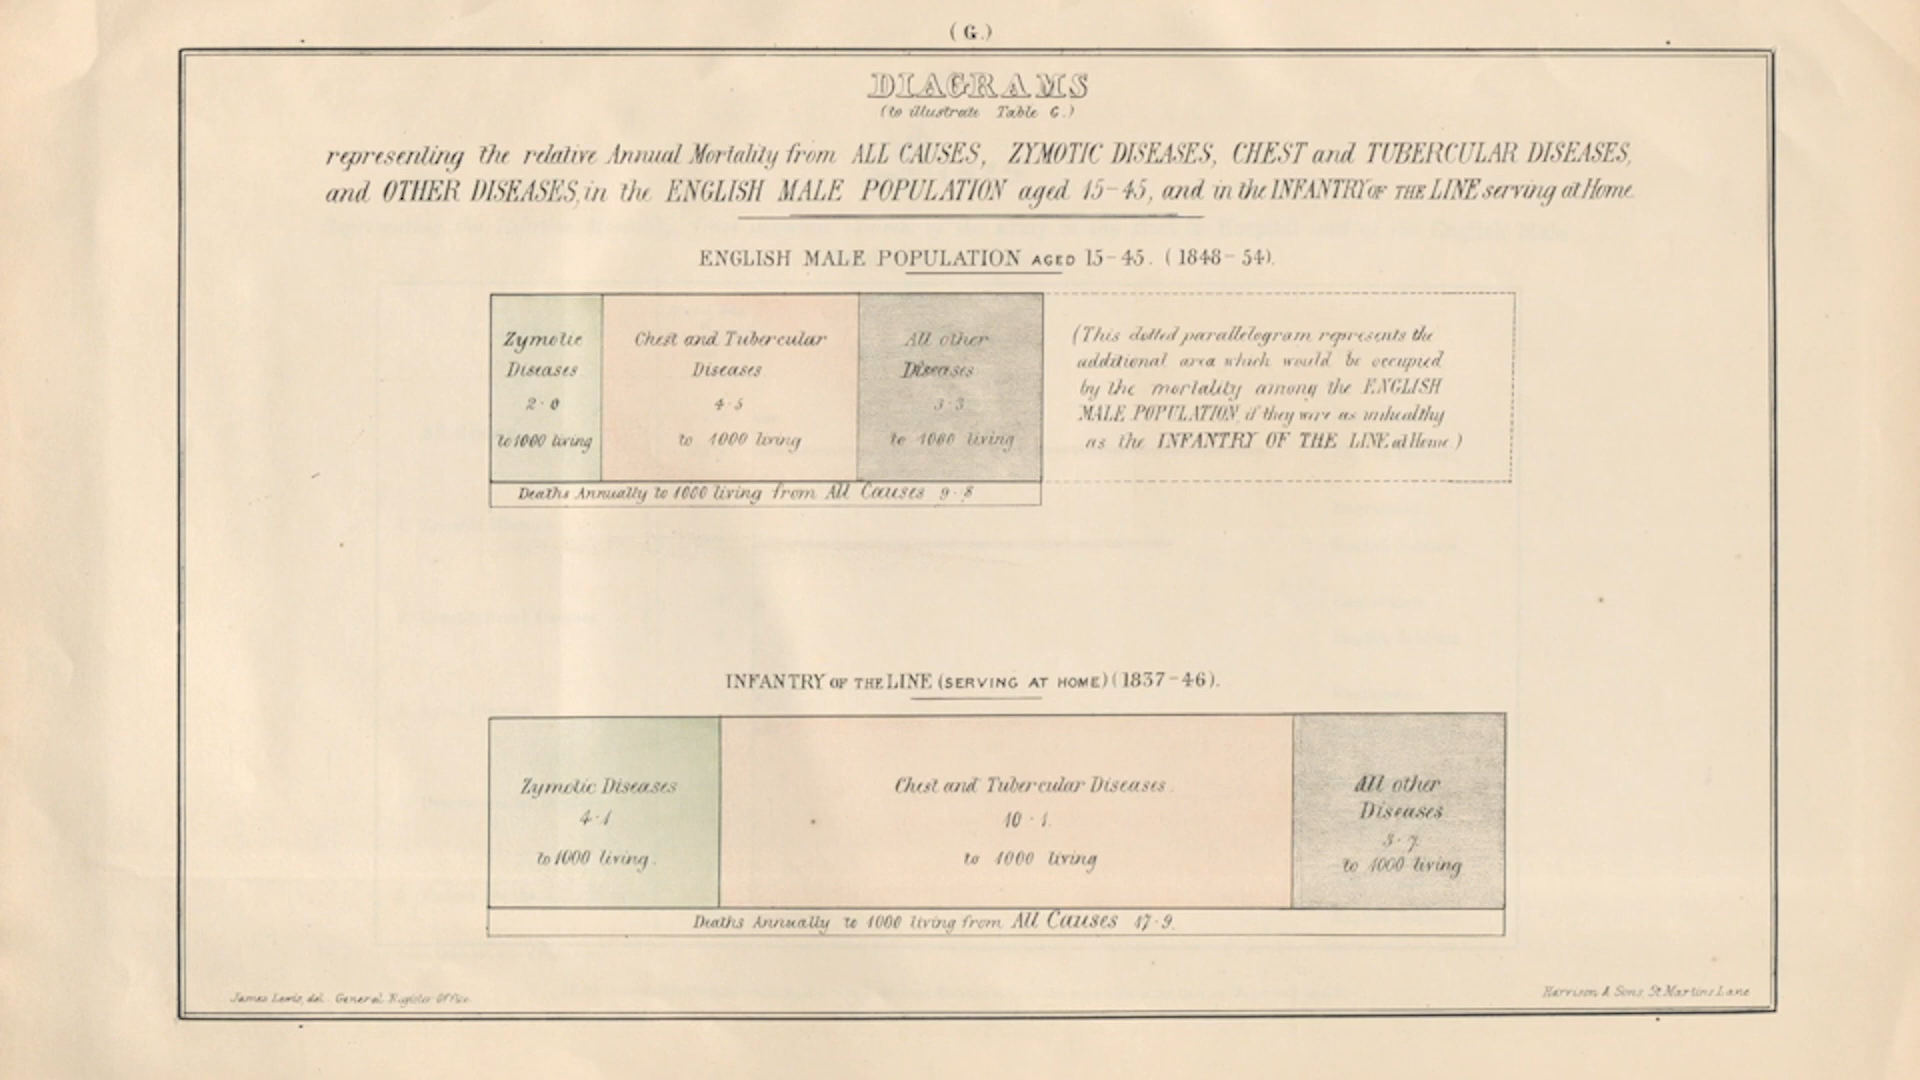 (G.)
DIAGRAMS
(to illustrate Table G.)
representing the relative Annual Mortality from ALL CAUSES, ZYMOTIC DISEASES, CHEST and TUBERCULAR DISEASES,
and OTHER DISEASES, in the ENGLISH MALE POPULATION aged 15-45, and in the INFANTRY OF THE LINE serving at Home.
ENGLISH MALE POPULATION AGED 15-45. (1848-54).
Zymotic
Diseases
2·0
to 1000 living
Chest and Tubercular
Diseases
4·5
to 1000 living
All other
Diseases
3·3
to 1000 living
(This dotted parallelogram represents the
additional area which would be occupied
by the mortality among the ENGLISH
MALE POPULATION, if they were as unhealthy
as the INFANTRY OF THE LINE at Home.)
Deaths Annually to 1000 living from All Causes 9·8
INFANTRY OF THE LINE (SERVING AT HOME) (1837-46).
Zymotic Diseases
4·1
to 1000 living.
Chest and Tubercular Diseases.
10·1.
to 1000 living
All other
Diseases
3·7
to 1000 living
Deaths Annually to 1000 living from All Causes 17·9.
James Lewis, del. General Register Office.
Harrison & Sons, St Martins Lane